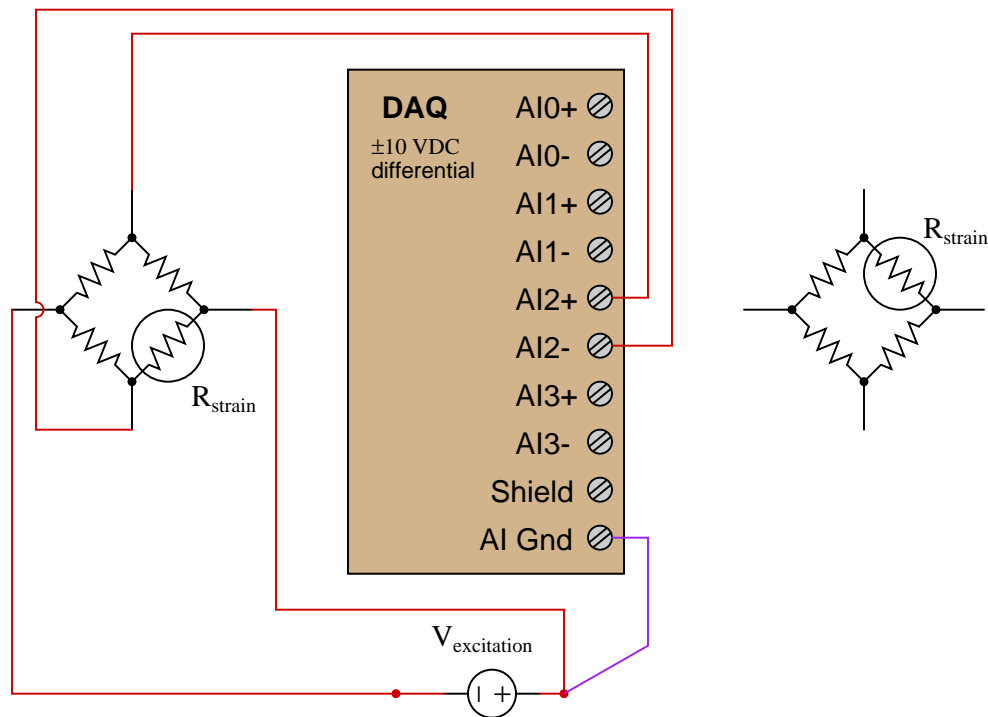 DAQ
±10 VDC
differential
AI0+
AI0-
AI1+
AI1-
AI2+
AI2-
AI3+
AI3-
Shield
AI Gnd
Rstrain
Rstrain
Vexcitation
- +